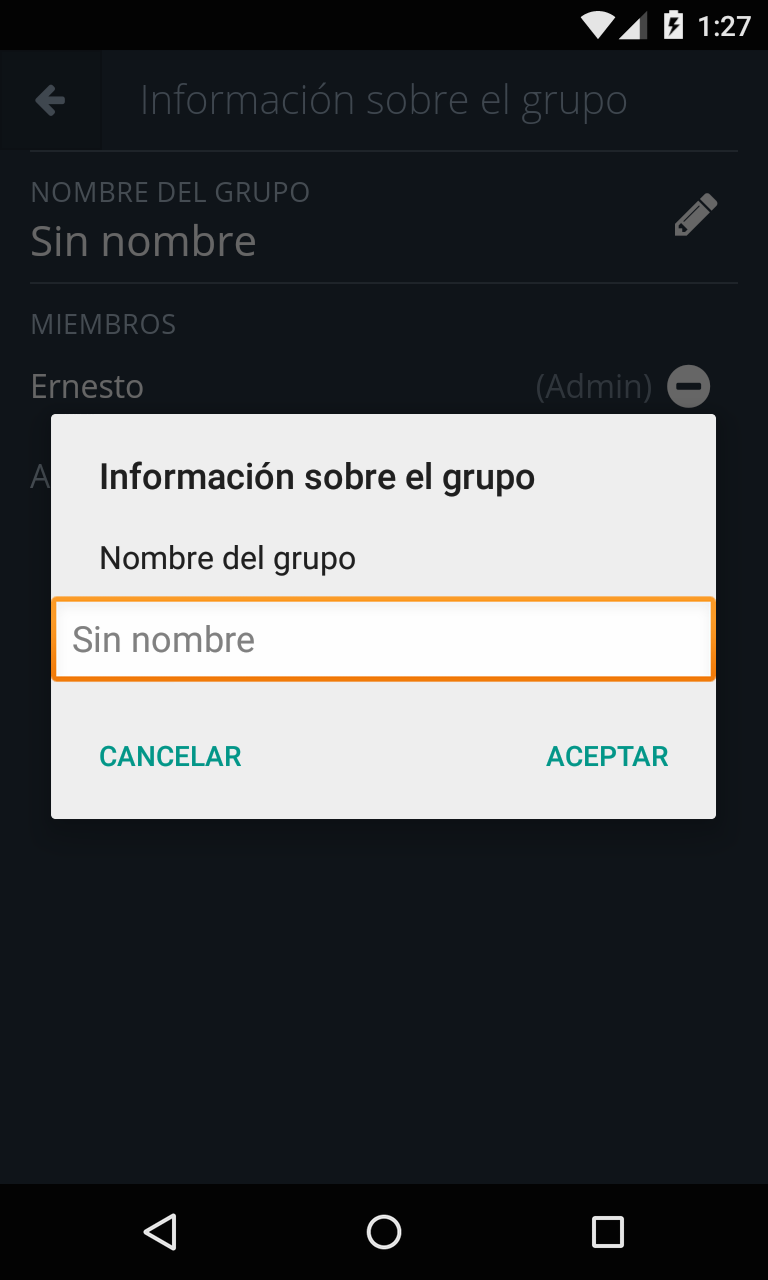 1:27
Información sobre el grupo
NOMBRE DEL GRUPO
Sin nombre
MIEMBROS
Ernesto (Admin)
Información sobre el grupo
Nombre del grupo
Sin nombre
CANCELAR ACEPTAR